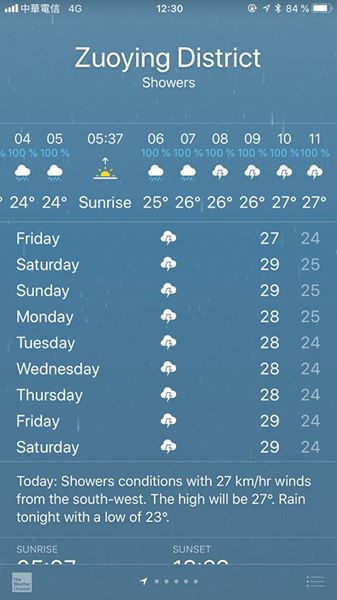 中華電信 4G 12:30 84 %
Zuoying District
Showers
04 05 05:37 06 07 08 09 10 11
% 100 % 100 % 100 % 100 % 100 % 100 % 100 % 100 %
° 24° 24° Sunrise 25° 26° 26° 26° 27° 27°
Friday 27 24
Saturday 29 25
Sunday 29 25
Monday 28 25
Tuesday 28 24
Wednesday 28 24
Thursday 28 24
Friday 29 24
Saturday 29 24
Today: Showers conditions with 27 km/hr winds
from the south-west. The high will be 27°. Rain
tonight with a low of 23°.
SUNRISE SUNSET
The
Weather
Channel